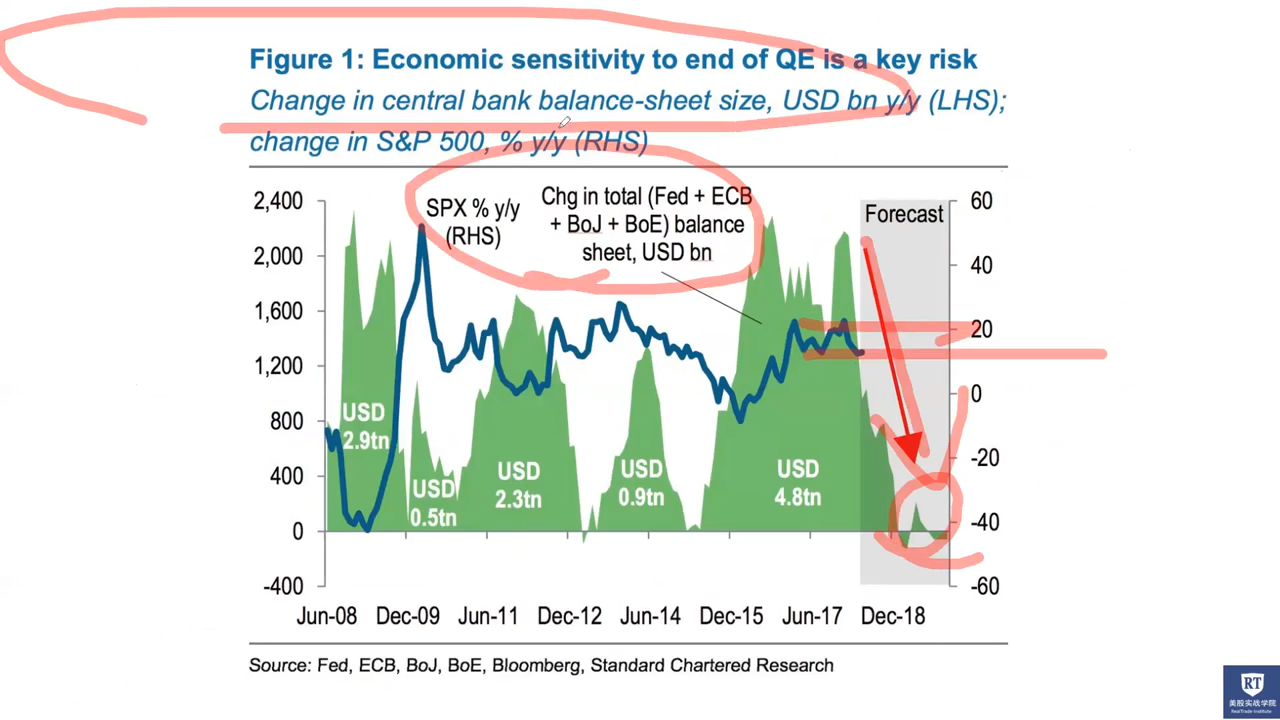 Figure 1: Economic sensitivity to end of QE is a key risk
Change in central bank balance-sheet size, USD bn y/y (LHS);
change in S&P 500, % y/y (RHS)
2,400
2,000
1,600
1,200
800
400
0
-400
SPX % y/y
(RHS)
Chg in total (Fed + ECB
+ BoJ + BoE) balance
sheet, USD bn
Forecast
60
40
20
0
-20
-40
-60
USD
2.9tn
USD
0.5tn
USD
2.3tn
USD
0.9tn
USD
4.8tn
Jun-08 Dec-09 Jun-11 Dec-12 Jun-14 Dec-15 Jun-17 Dec-18
Source: Fed, ECB, BoJ, BoE, Bloomberg, Standard Chartered Research
RT
美股实战学院
RealTrade Institute